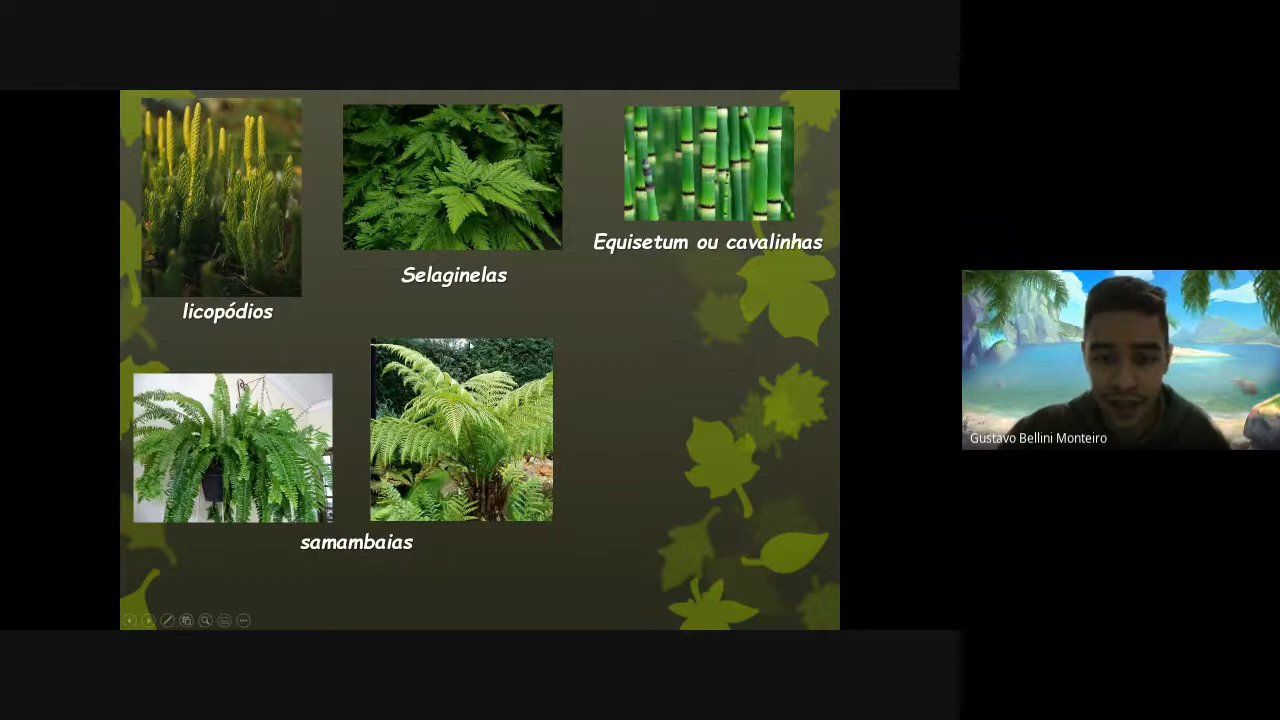 Equisetum ou cavalinhas
Selaginelas
licopódios
samambaias
Gustavo Bellini Monteiro